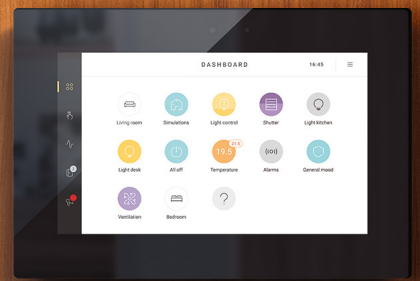 DASHBOARD
16:45
Living room
Simulations
Light control
Shutter
Light kitchen
23.5
19.5
Light desk
All off
Temperature
Alarms
General mood
Ventilation
Bedroom
?